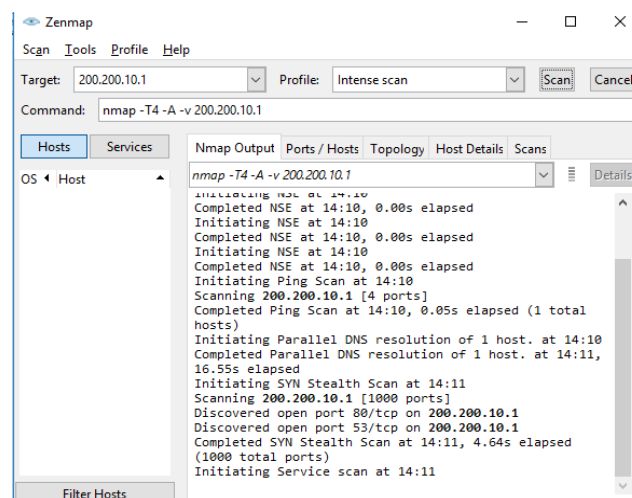 Zenmap
Scan Tools Profile Help
Target: 200.200.10.1 Profile: Intense scan Scan Cancel
Command: nmap -T4 -A -v 200.200.10.1
Hosts Services Nmap Output Ports / Hosts Topology Host Details Scans
OS Host nmap -T4 -A -v 200.200.10.1 Details
Initiating NSE at 14:10
Completed NSE at 14:10, 0.00s elapsed
Initiating NSE at 14:10
Completed NSE at 14:10, 0.00s elapsed
Initiating NSE at 14:10
Completed NSE at 14:10, 0.00s elapsed
Initiating Ping Scan at 14:10
Scanning 200.200.10.1 [4 ports]
Completed Ping Scan at 14:10, 0.05s elapsed (1 total
hosts)
Initiating Parallel DNS resolution of 1 host. at 14:10
Completed Parallel DNS resolution of 1 host. at 14:11,
16.55s elapsed
Initiating SYN Stealth Scan at 14:11
Scanning 200.200.10.1 [1000 ports]
Discovered open port 80/tcp on 200.200.10.1
Discovered open port 53/tcp on 200.200.10.1
Completed SYN Stealth Scan at 14:11, 4.64s elapsed
(1000 total ports)
Initiating Service scan at 14:11
Filter Hosts